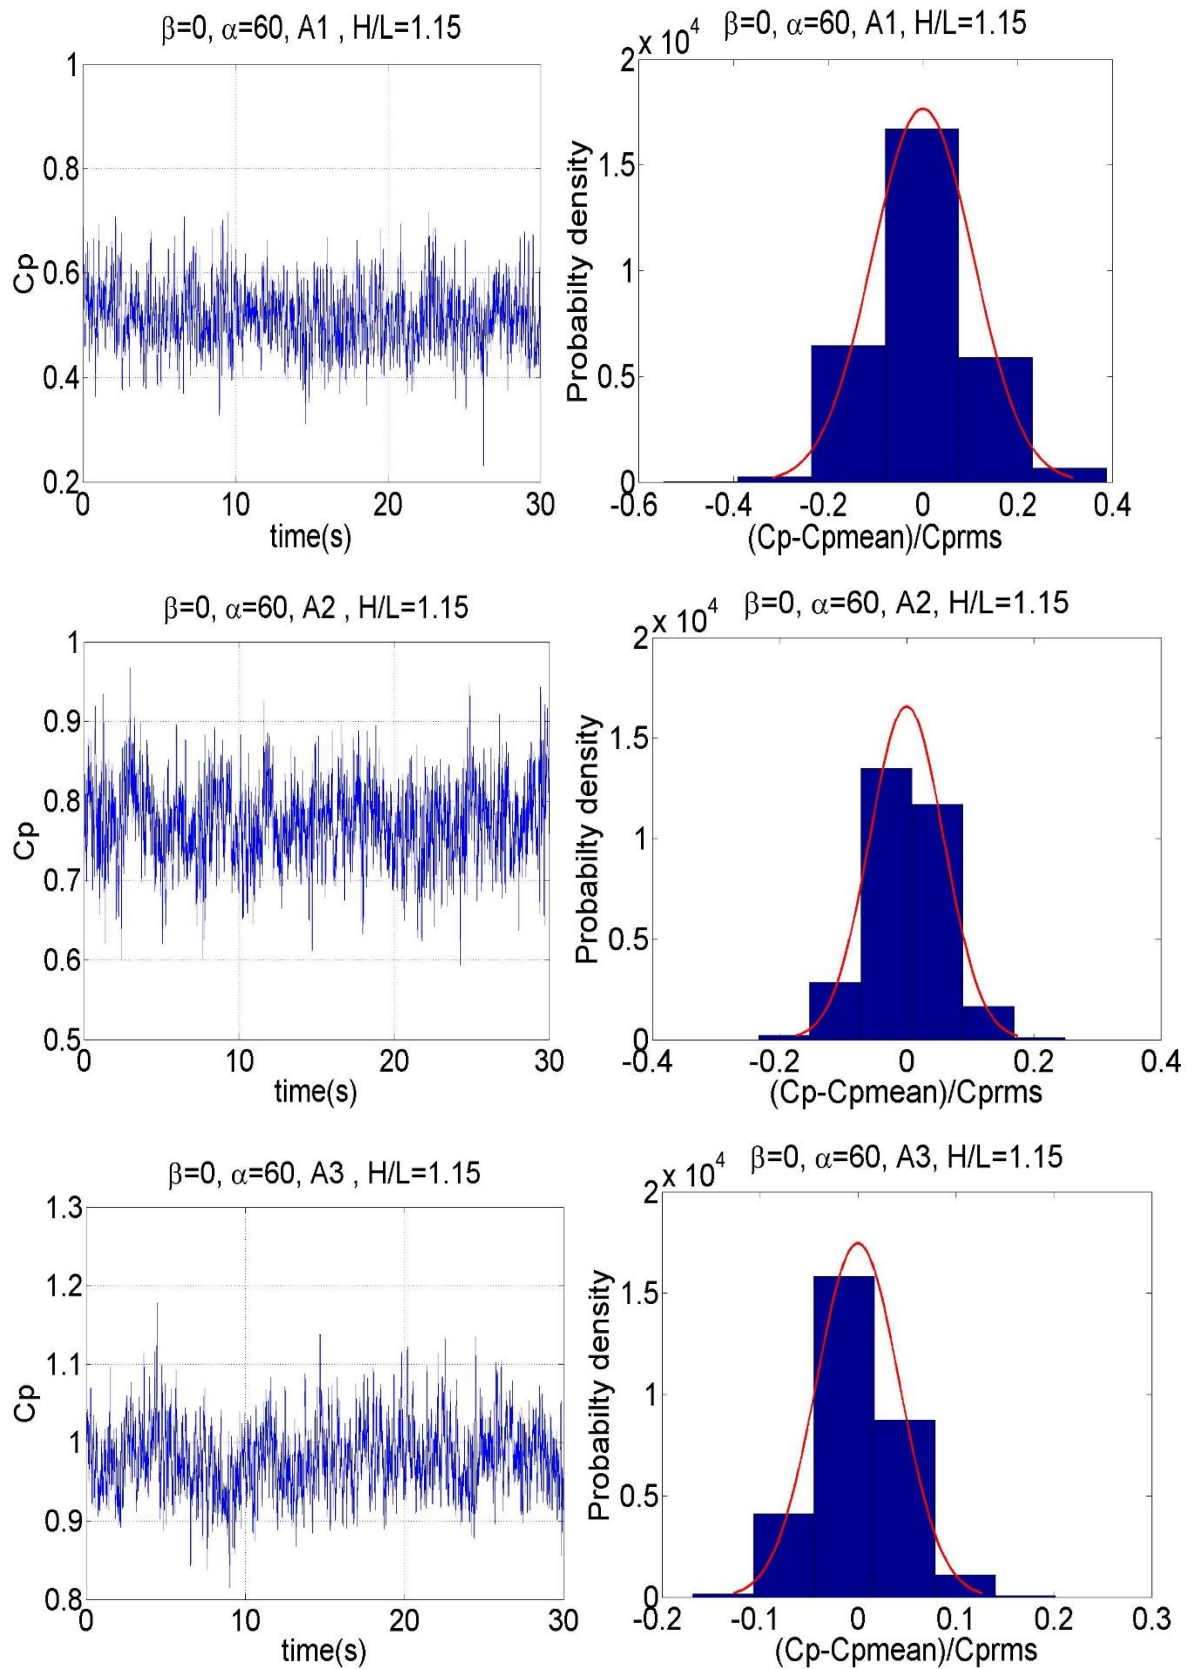 β=0, α=60, A1 , H/L=1.15
1
0.8
0.6
0.4
0.2
Cp
0 10 20 30
time(s)
β=0, α=60, A1, H/L=1.15
2 x 10^4
1.5
1
0.5
0
Probabilty density
-0.6 -0.4 -0.2 0 0.2 0.4
(Cp-Cpmean)/Cprms
β=0, α=60, A2 , H/L=1.15
1
0.9
0.8
0.7
0.6
0.5
Cp
0 10 20 30
time(s)
β=0, α=60, A2, H/L=1.15
2 x 10^4
1.5
1
0.5
0
Probabilty density
-0.4 -0.2 0 0.2 0.4
(Cp-Cpmean)/Cprms
β=0, α=60, A3 , H/L=1.15
1.3
1.2
1.1
1
0.9
0.8
Cp
0 10 20 30
time(s)
β=0, α=60, A3, H/L=1.15
2 x 10^4
1.5
1
0.5
0
Probabilty density
-0.2 -0.1 0 0.1 0.2 0.3
(Cp-Cpmean)/Cprms